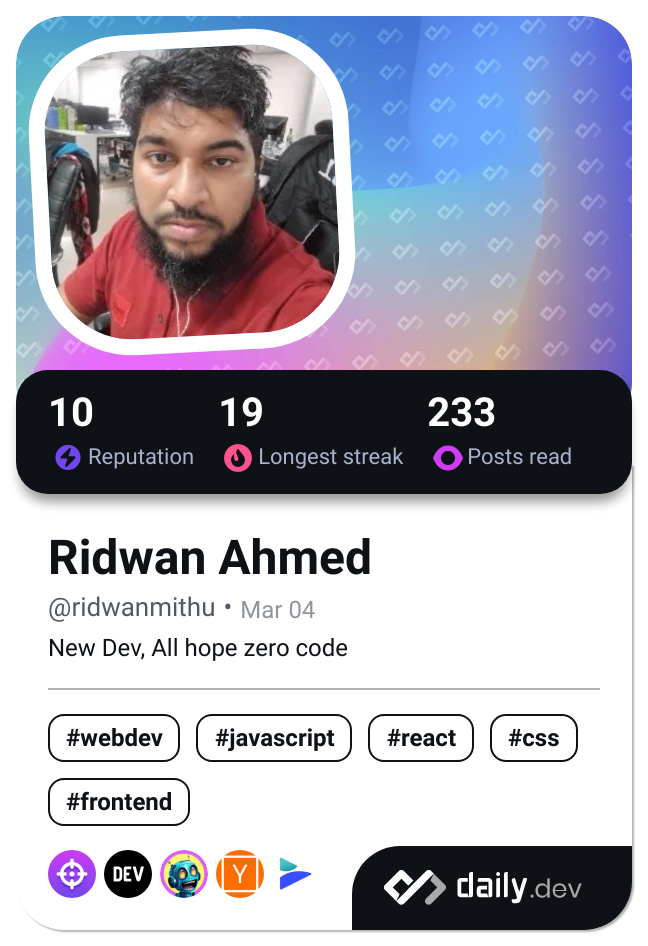 10 19 233
Reputation Longest streak Posts read
Ridwan Ahmed
@ridwanmithu • Mar 04
New Dev, All hope zero code
#webdev #javascript #react #css
#frontend
DEV Y daily.dev